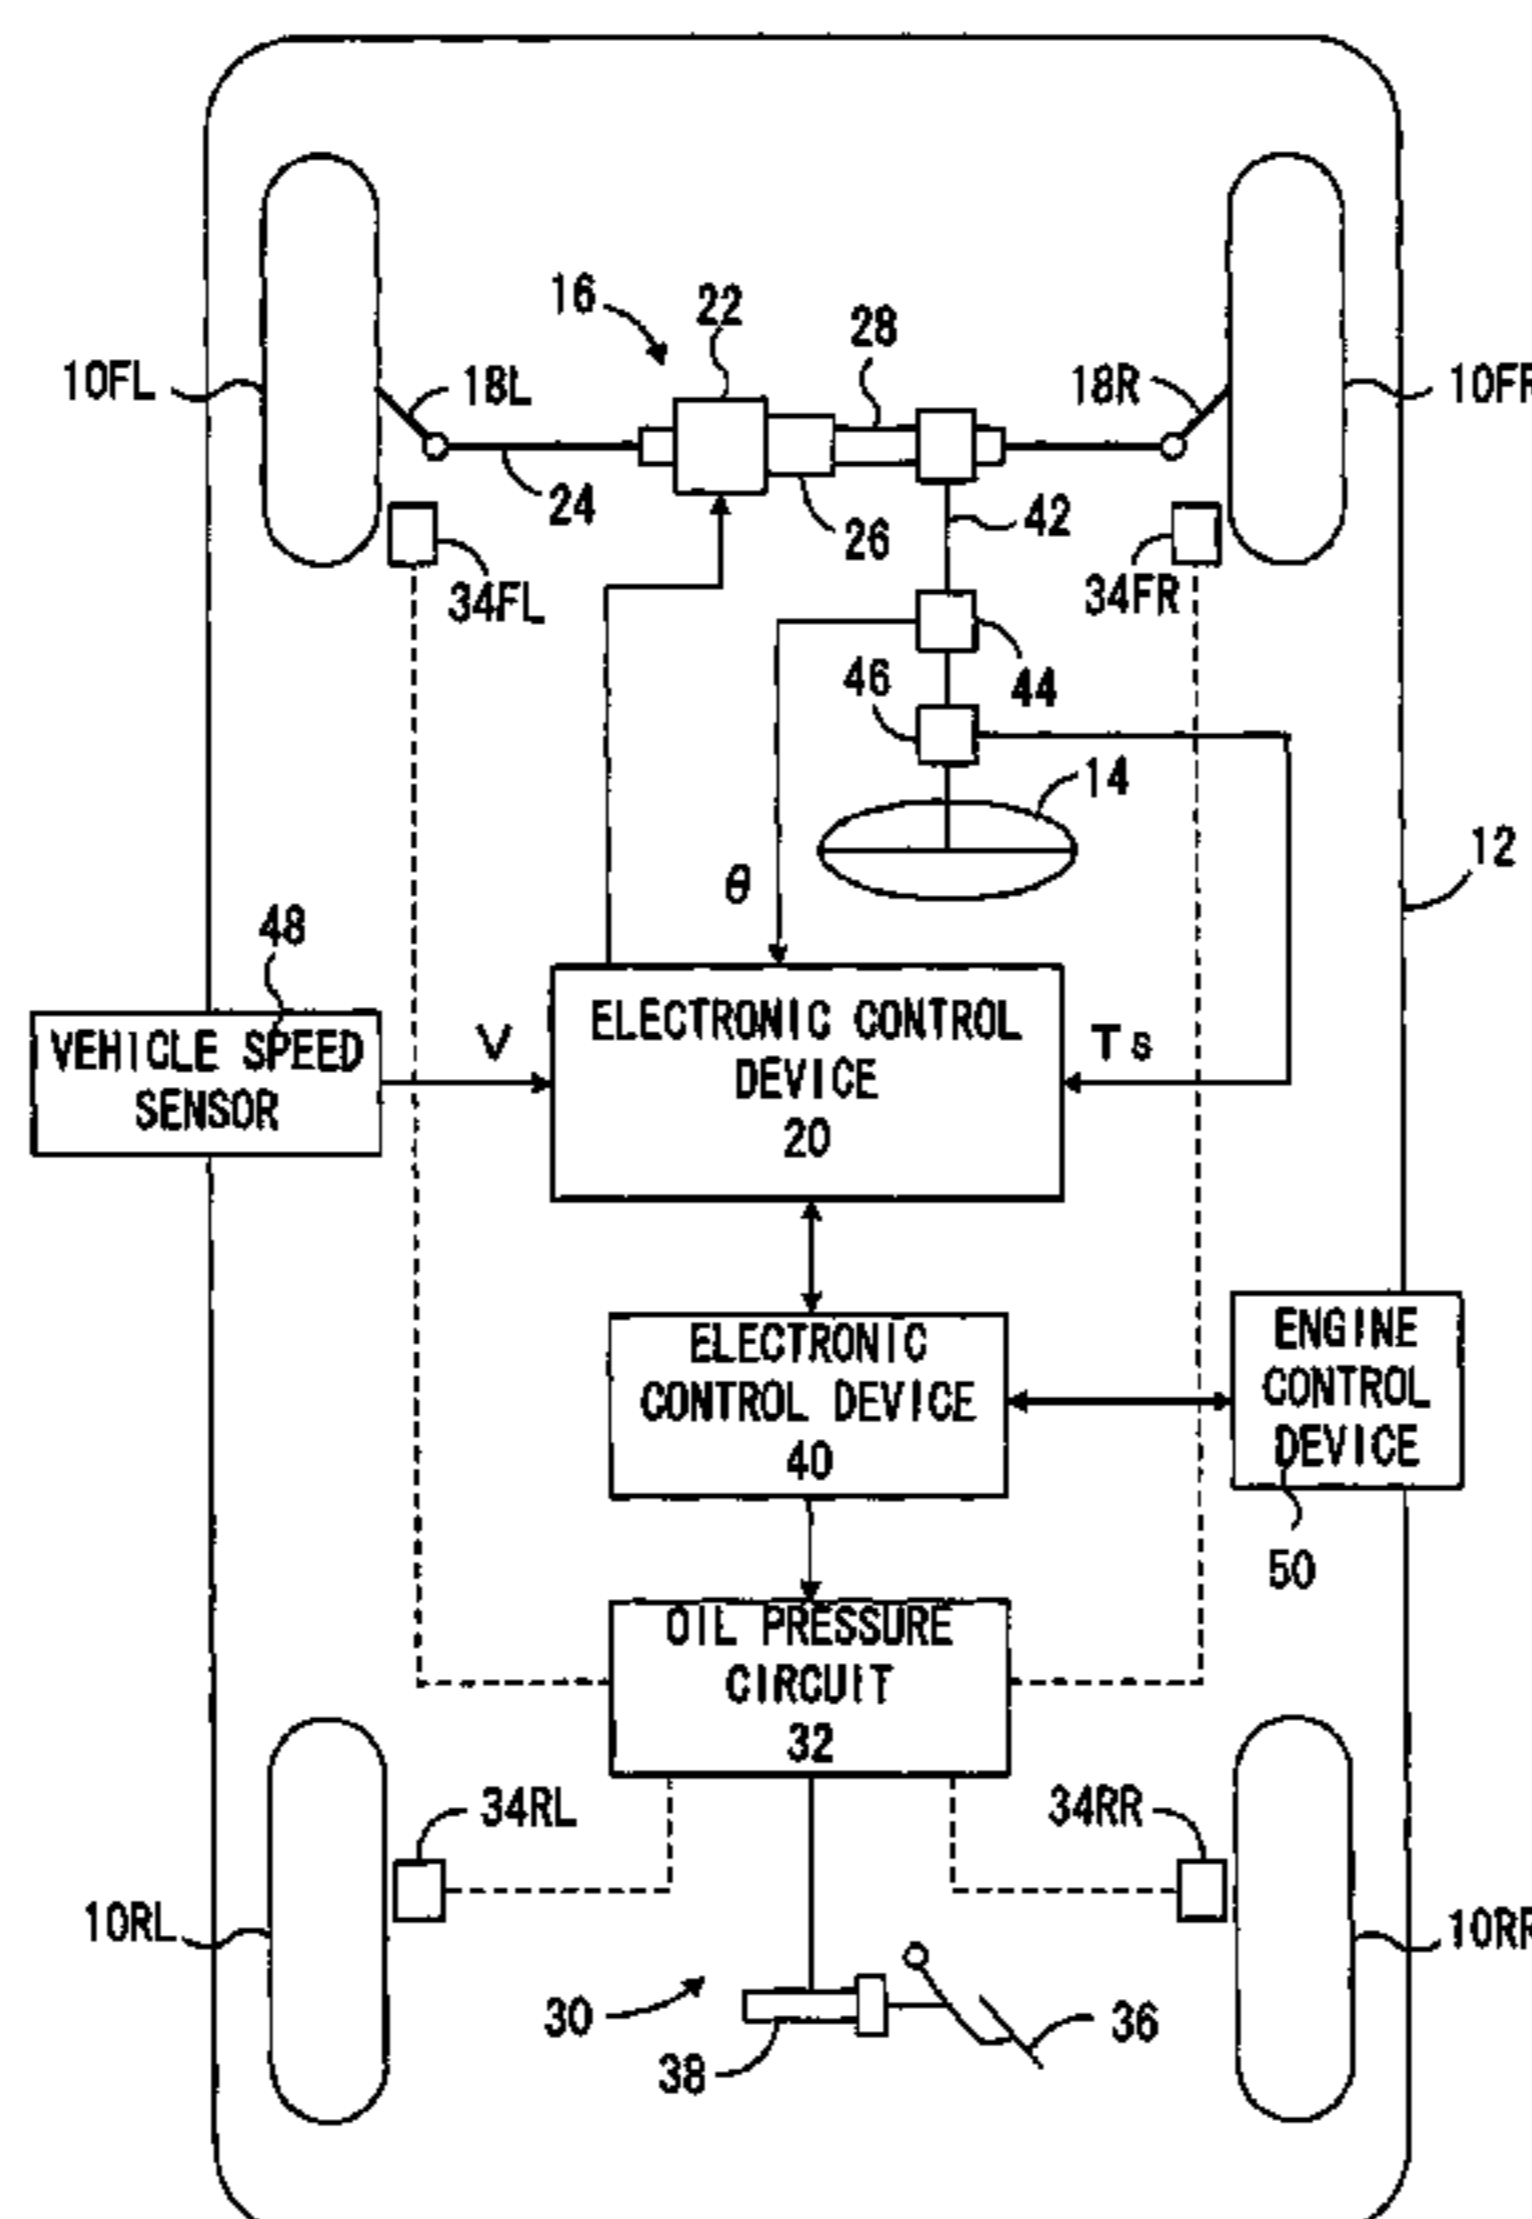 16
22
28
10FL
18L
18R
10FR
24
26
42
34FL
34FR
46
44
14
θ
12
48
VEHICLE SPEED
SENSOR
V
ELECTRONIC CONTROL
DEVICE
20
Ts
ELECTRONIC
CONTROL DEVICE
40
ENGINE
CONTROL
DEVICE
50
OIL PRESSURE
CIRCUIT
32
34RL
34RR
10RL
10RR
30
38
36